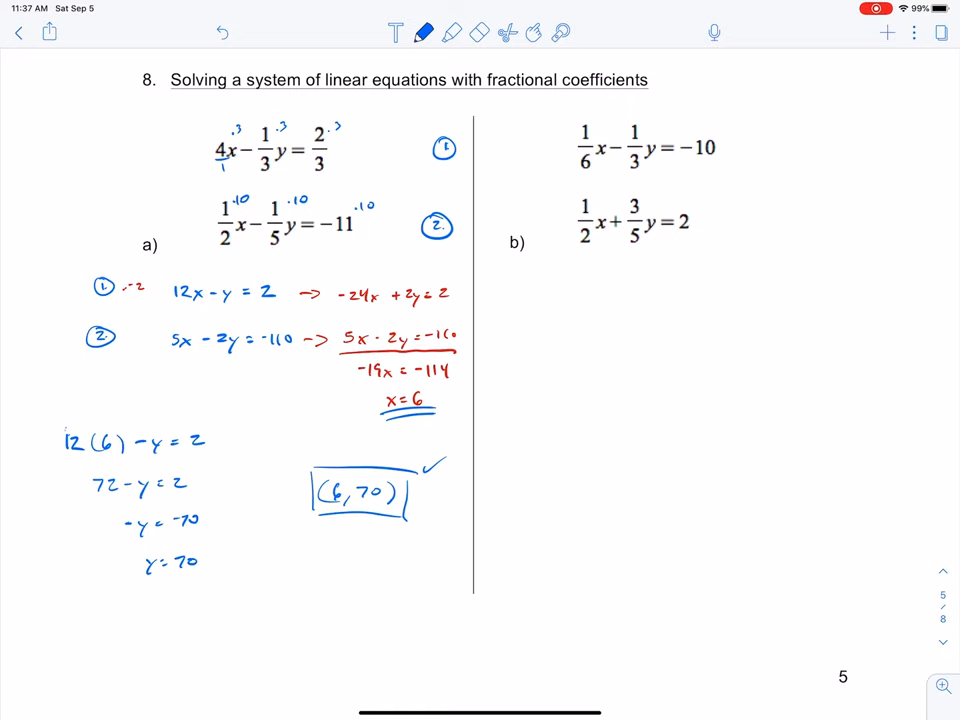 11:37 AM Sat Sep 5
99%
8. Solving a system of linear equations with fractional coefficients
4x/1 ·3 − 1/3 ·3 y = 2/3 ·3
1.
1/2 ·10 x − 1/5 ·10 y = −11 ·10
2.
a)
1. ·-2 12x - y = 2 → -24x + 2y = 2
2. 5x - 2y = -110 → 5x - 2y = -110
-19x = -114
x = 6
12(6) - y = 2
72 - y = 2
-y = -70
y = 70
(6, 70) ✓
1/6 x − 1/3 y = −10
1/2 x + 3/5 y = 2
b)
5
/
8
5